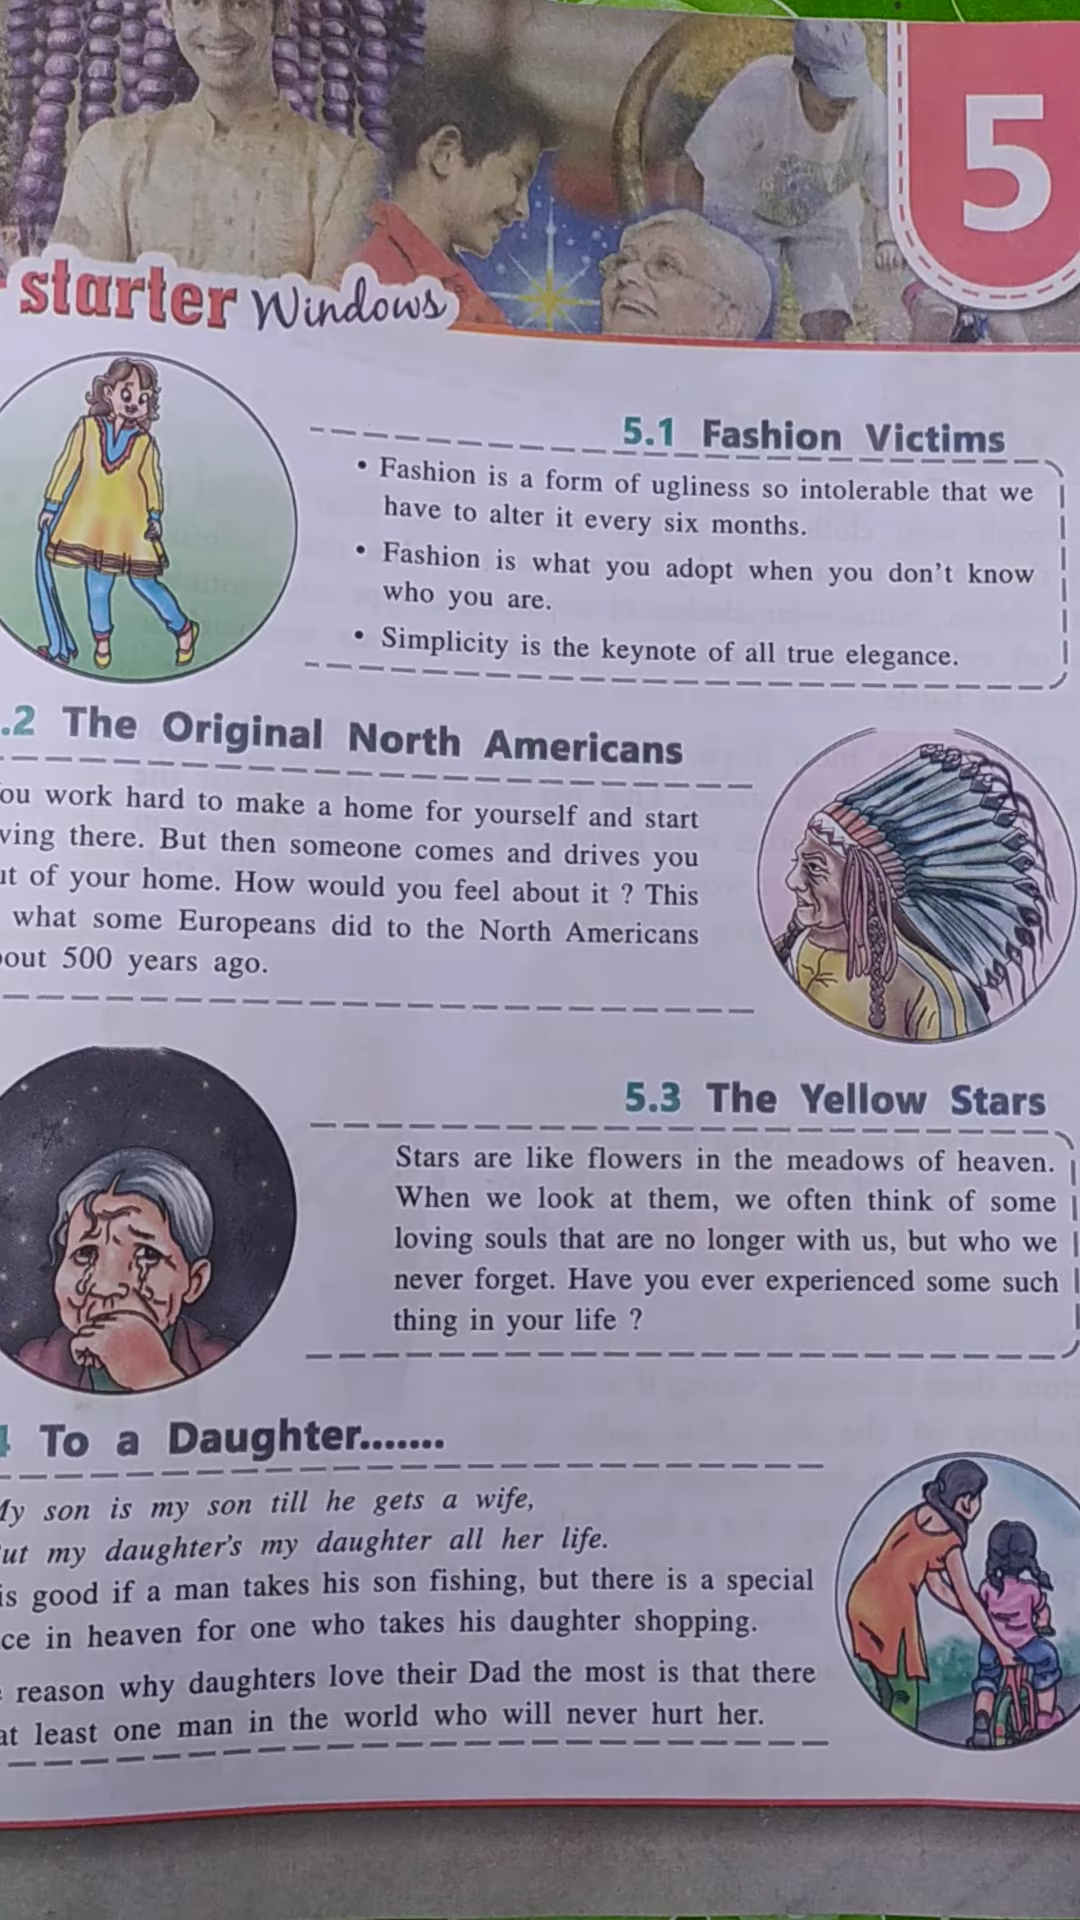 5
starter Windows
5.1 Fashion Victims
• Fashion is a form of ugliness so intolerable that we
have to alter it every six months.
• Fashion is what you adopt when you don't know
who you are.
• Simplicity is the keynote of all true elegance.
.2 The Original North Americans
ou work hard to make a home for yourself and start
ving there. But then someone comes and drives you
ut of your home. How would you feel about it ? This
what some Europeans did to the North Americans
out 500 years ago.
5.3 The Yellow Stars
Stars are like flowers in the meadows of heaven.
When we look at them, we often think of some
loving souls that are no longer with us, but who we
never forget. Have you ever experienced some such
thing in your life ?
To a Daughter.......
My son is my son till he gets a wife,
ut my daughter's my daughter all her life.
is good if a man takes his son fishing, but there is a special
ce in heaven for one who takes his daughter shopping.
reason why daughters love their Dad the most is that there
at least one man in the world who will never hurt her.